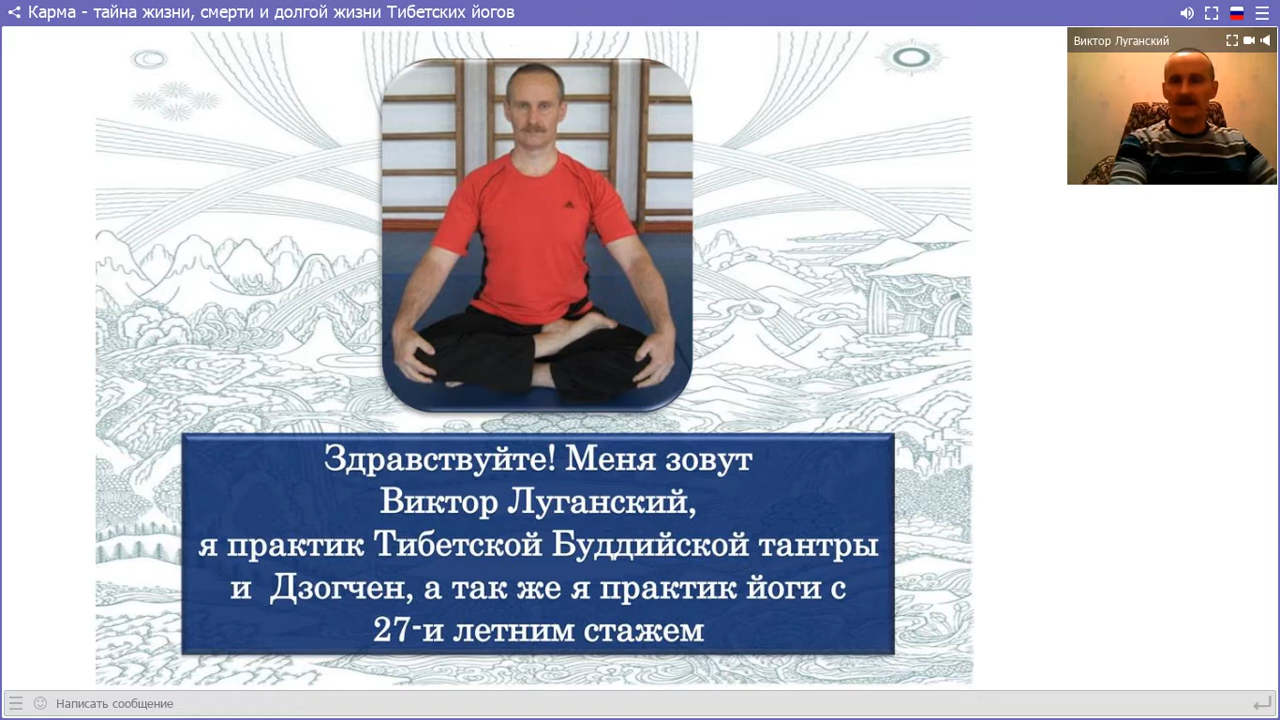 Карма - тайна жизни, смерти и долгой жизни Тибетских йогов
Виктор Луганский
Здравствуйте! Меня зовут
Виктор Луганский,
я практик Тибетской Буддийской тантры
и Дзогчен, а так же я практик йоги с
27-и летним стажем
Написать сообщение